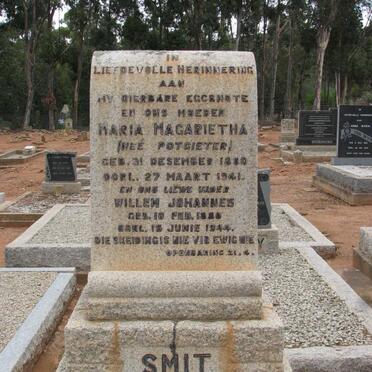 IN
LIEFDEVOLLE HERINNERING
AAN
MY DIERBARE EGGENOTE
EN ONS MOEDER
MARIA MAGARIETHA
(NEÉ POTGIETER)
GEB. 31 DESEMBER 1880
OORL. 27 MAART 1941.
EN ONS LIEWE VADER
WILLEM JOHANNES
GEB. 10 FEB. 1880
OORL. 15 JUNIE 1944.
DIE SKEIDING IS NIE VIR EWIG NIE
OPENBARING 21. 4.
SMIT